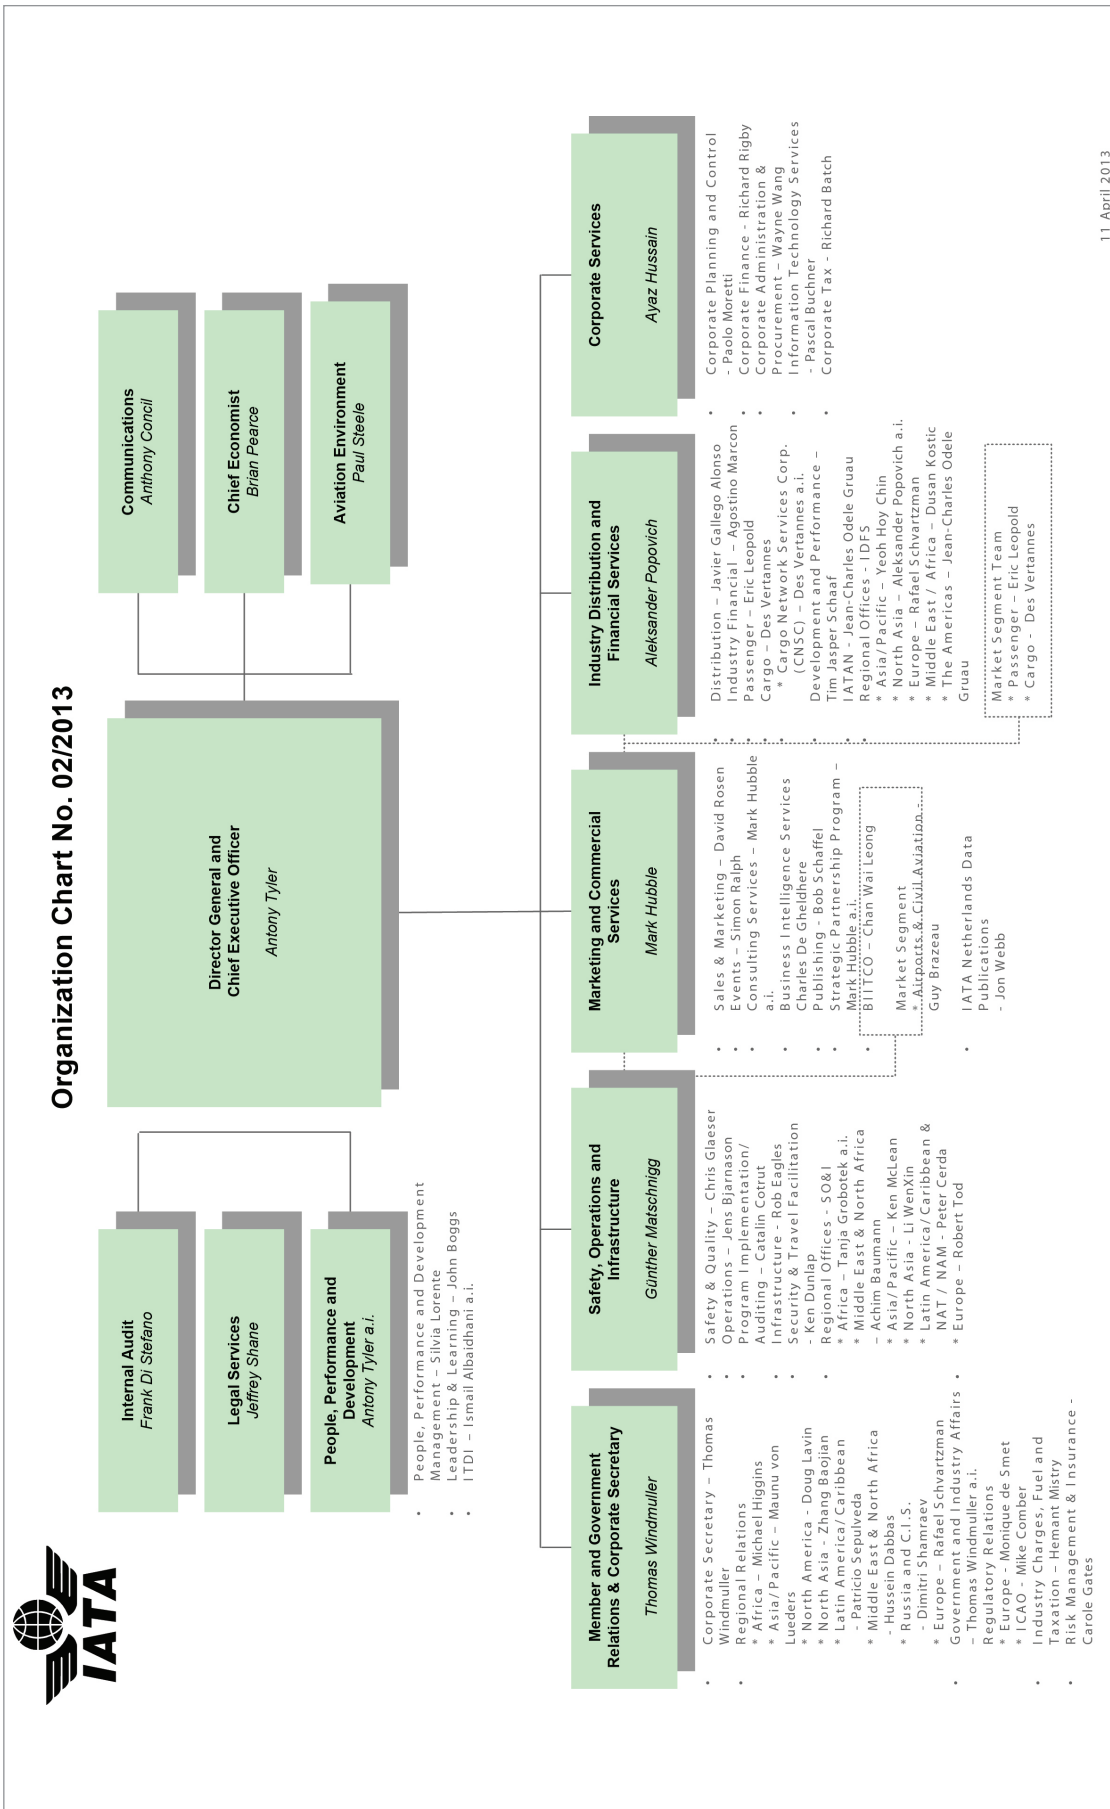 IATA
Organization Chart No. 02/2013
Director General and
Chief Executive Officer
Antony Tyler
Internal Audit
Frank Di Stefano
Legal Services
Jeffrey Shane
People, Performance and
Development
Antony Tyler a.i.
• People, Performance and Development
Management – Silvia Lorente
• Leadership & Learning – John Boggs
• ITDI – Ismail Albaidhani a.i.
Communications
Anthony Concil
Chief Economist
Brian Pearce
Aviation Environment
Paul Steele
Member and Government
Relations & Corporate Secretary
Thomas Windmuller
• Corporate Secretary – Thomas
Windmuller
• Regional Relations
* Africa – Michael Higgins
* Asia/Pacific – Maunu von
Lueders
* North America - Doug Lavin
* North Asia - Zhang Baojian
* Latin America/Caribbean
- Patricio Sepulveda
* Middle East & North Africa
- Hussein Dabbas
* Russia and C.I.S.
- Dimitri Shamraev
* Europe – Rafael Schvartzman
• Government and Industry Affairs
– Thomas Windmuller a.i.
Regulatory Relations
* Europe - Monique de Smet
* ICAO - Mike Comber
• Industry Charges, Fuel and
Taxation – Hemant Mistry
• Risk Management & Insurance -
Carole Gates
Safety, Operations and
Infrastructure
Günther Matschnigg
• Safety & Quality – Chris Glaeser
• Operations – Jens Bjarnason
• Program Implementation/
Auditing – Catalin Cotrut
• Infrastructure - Rob Eagles
• Security & Travel Facilitation
- Ken Dunlap
• Regional Offices - SO&I
* Africa – Tanja Grobotek a.i.
* Middle East & North Africa
– Achim Baumann
* Asia/Pacific – Ken McLean
* North Asia - Li WenXin
* Latin America/Caribbean &
NAT / NAM - Peter Cerda
• * Europe – Robert Tod
Marketing and Commercial
Services
Mark Hubble
• Sales & Marketing – David Rosen
• Events – Simon Ralph
• Consulting Services – Mark Hubble
a.i.
• Business Intelligence Services
Charles De Gheldhere
• Publishing - Bob Schaffel
• Strategic Partnership Program –
Mark Hubble a.i.
• BIITCO – Chan Wai Leong
Market Segment
* Airports & Civil Aviation -
Guy Brazeau
• IATA Netherlands Data
Publications
- Jon Webb
Industry Distribution and
Financial Services
Aleksander Popovich
• Distribution – Javier Gallego Alonso
• Industry Financial – Agostino Marcon
• Passenger – Eric Leopold
• Cargo – Des Vertannes
* Cargo Network Services Corp.
(CNSC) – Des Vertannes a.i.
• Development and Performance –
Tim Jasper Schaf
• IATAN - Jean-Charles Odele Gruau
• Regional Offices - IDFS
* Asia/Pacific – Yeoh Hoy Chin
* North Asia – Aleksander Popovich a.i.
* Europe – Rafael Schvartzman
* Middle East / Africa – Dusan Kostic
* The Americas – Jean-Charles Odele
Gruau
Market Segment Team
* Passenger – Eric Leopold
* Cargo - Des Vertannes
Corporate Services
Ayaz Hussain
• Corporate Planning and Control
- Paolo Moretti
• Corporate Finance - Richard Rigby
• Corporate Administration &
Procurement – Wayne Wang
• Information Technology Services
- Pascal Buchner
• Corporate Tax - Richard Batch
11 April 2013